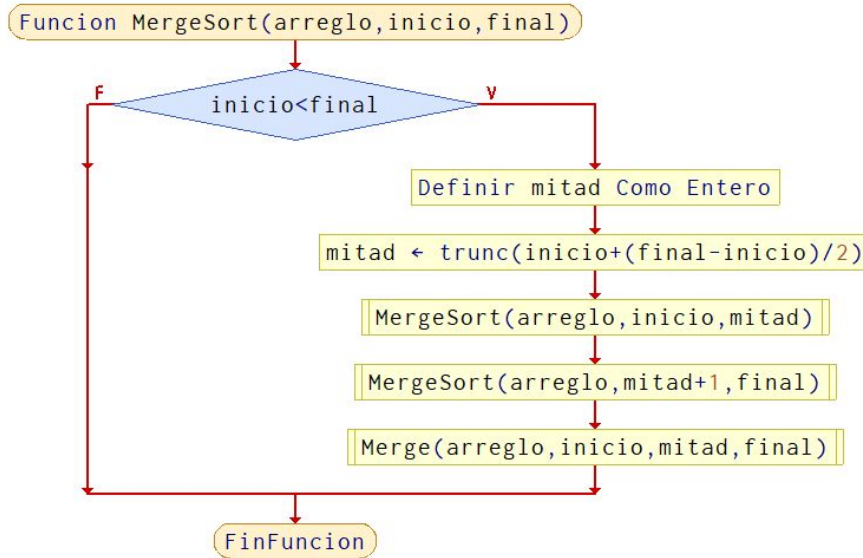 Funcion MergeSort(arreglo,inicio,final)
inicio<final
F
V
Definir mitad Como Entero
mitad ← trunc(inicio+(final-inicio)/2)
MergeSort(arreglo,inicio,mitad)
MergeSort(arreglo,mitad+1,final)
Merge(arreglo,inicio,mitad,final)
FinFuncion